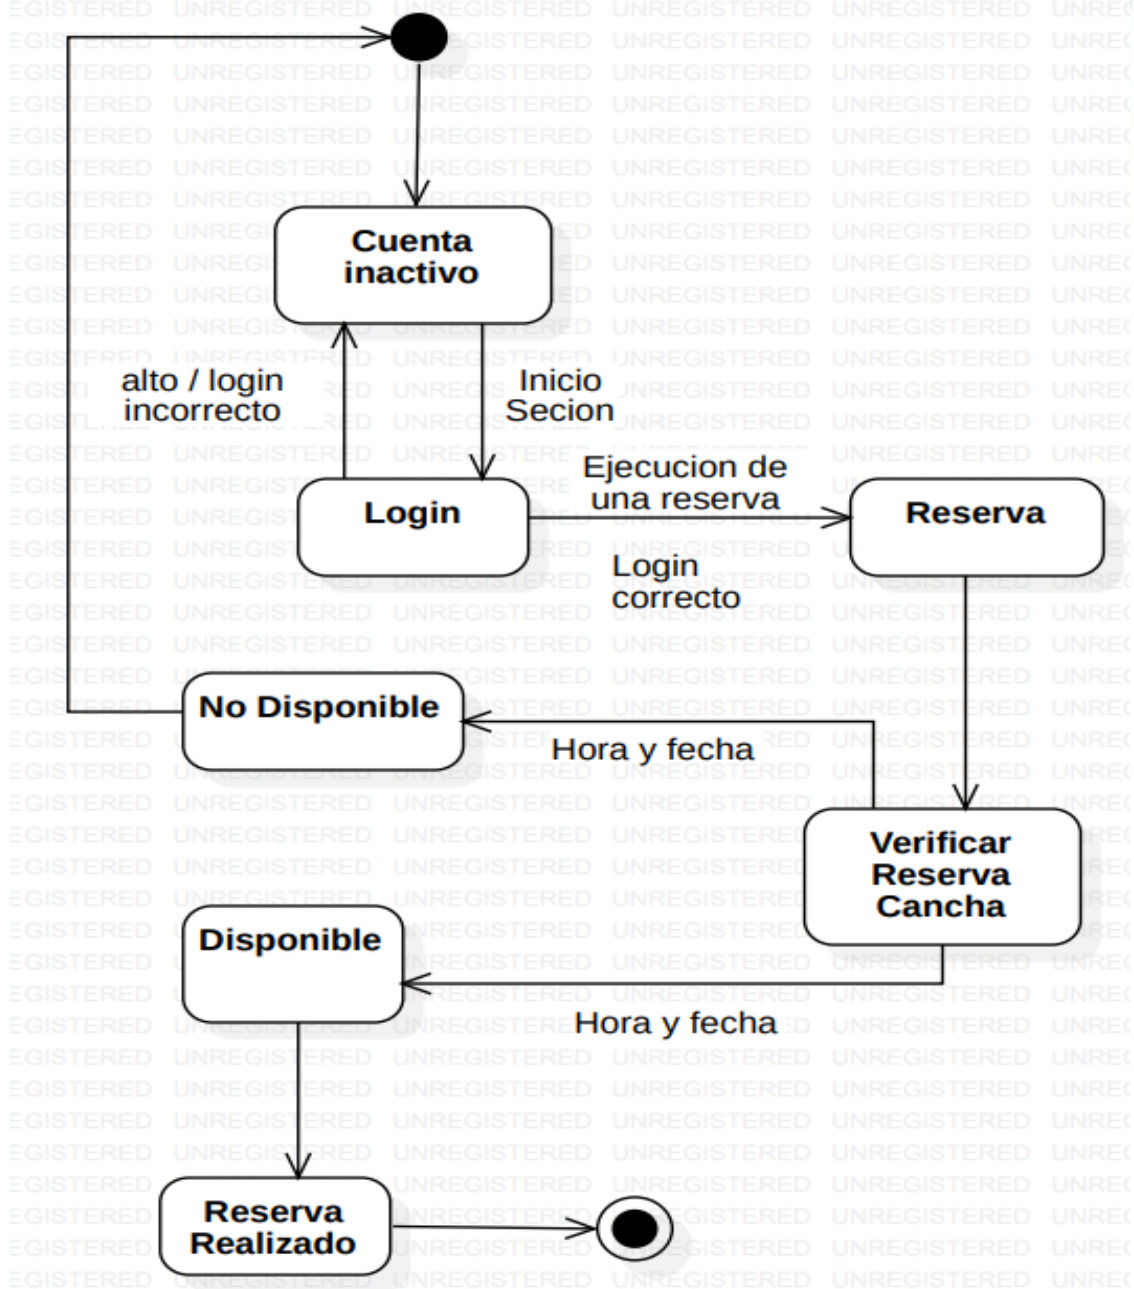 Cuenta
inactivo
alto / login
incorrecto
Inicio
Secion
Ejecucion de
una reserva
Login
Reserva
Login
correcto
No Disponible
Hora y fecha
Verificar
Reserva
Cancha
Disponible
Hora y fecha
Reserva
Realizado
UNREGISTERED